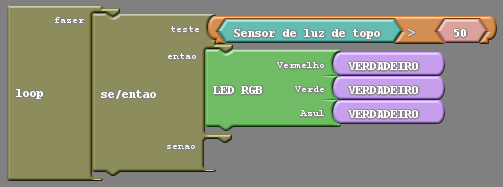 fazer
teste
Sensor de luz de topo > 50
entao
Vermelho VERDADEIRO
loop
se/entao
LED RGB
Verde VERDADEIRO
Azul VERDADEIRO
senao